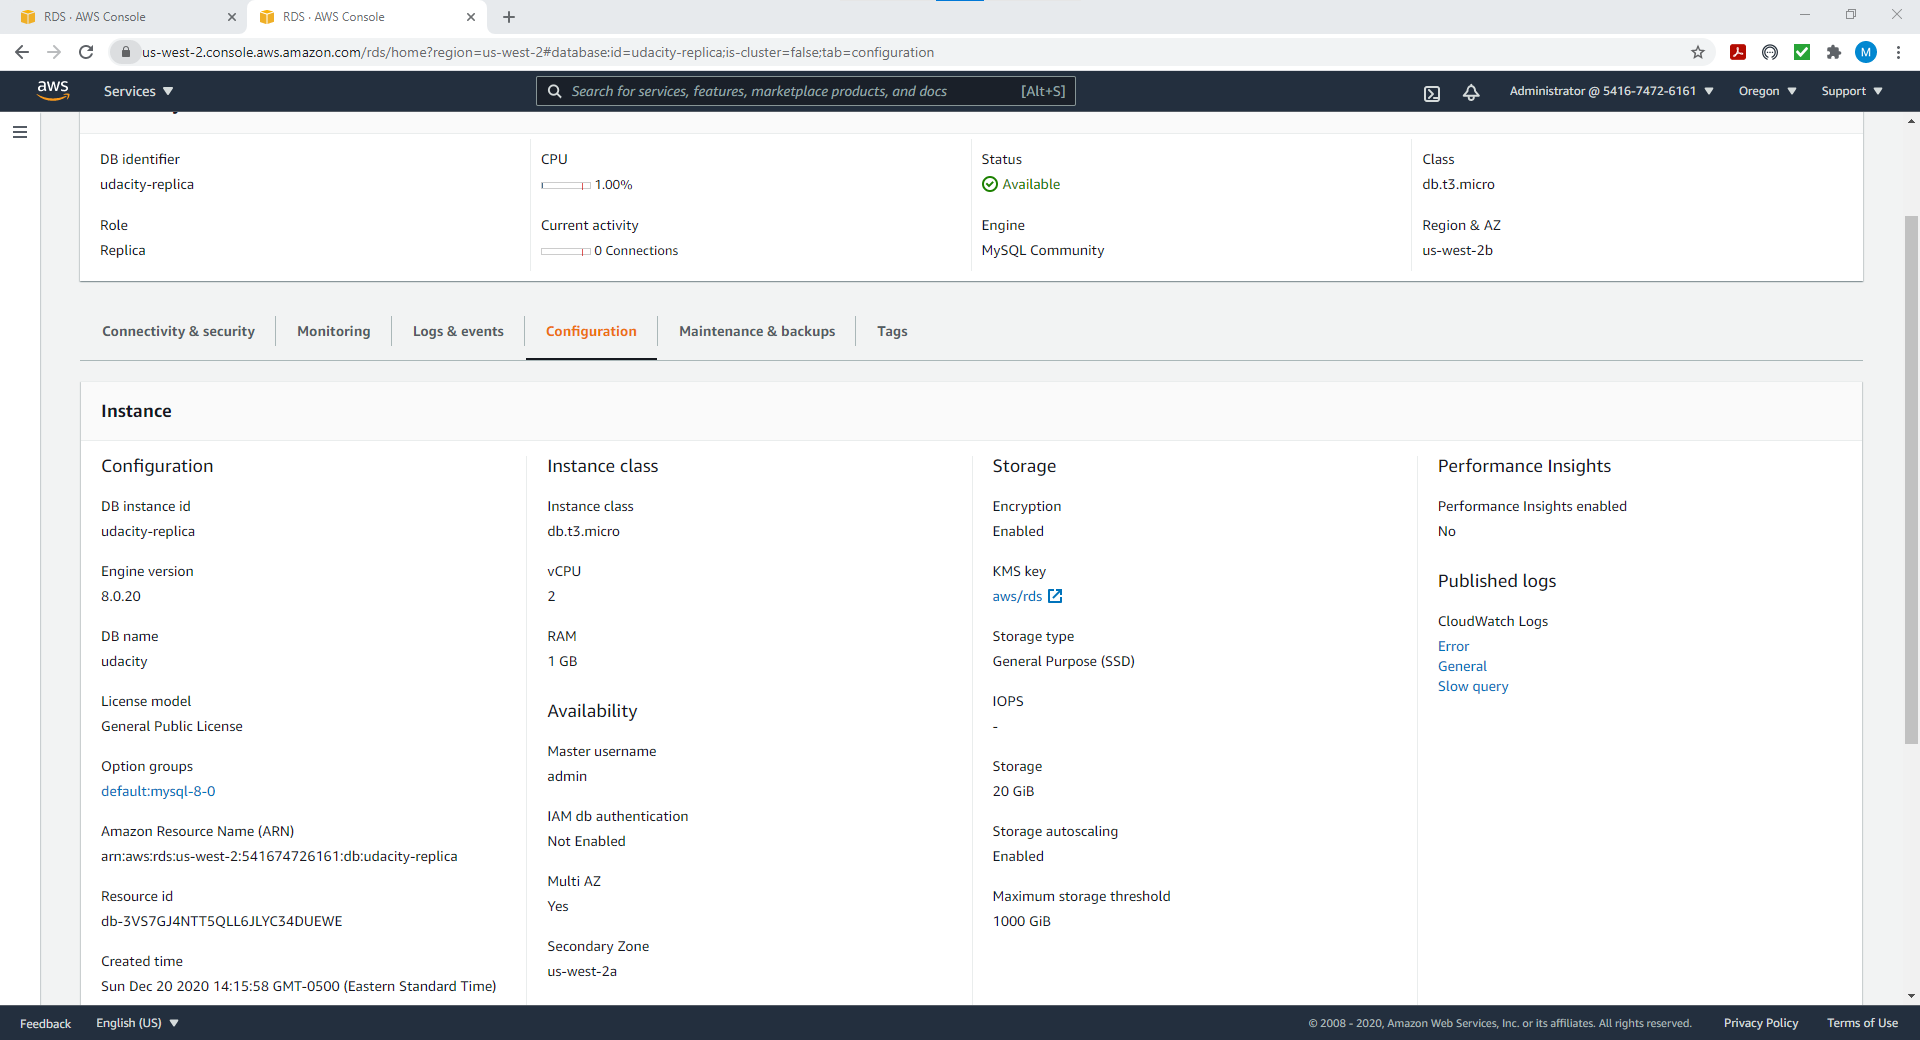 RDS · AWS Console
RDS · AWS Console
us-west-2.console.aws.amazon.com/rds/home?region=us-west-2#database:id=udacity-replica;is-cluster=false;tab=configuration
M
aws
Services
Search for services, features, marketplace products, and docs
[Alt+S]
Administrator @ 5416-7472-6161
Oregon
Support
DB identifier
udacity-replica
Role
Replica
CPU
1.00%
Current activity
0 Connections
Status
Available
Engine
MySQL Community
Class
db.t3.micro
Region & AZ
us-west-2b
Connectivity & security
Monitoring
Logs & events
Configuration
Maintenance & backups
Tags
Instance
Configuration
DB instance id
udacity-replica
Engine version
8.0.20
DB name
udacity
License model
General Public License
Option groups
default:mysql-8-0
Amazon Resource Name (ARN)
arn:aws:rds:us-west-2:541674726161:db:udacity-replica
Resource id
db-3VS7GJ4NTT5QLL6JLYC34DUEWE
Created time
Sun Dec 20 2020 14:15:58 GMT-0500 (Eastern Standard Time)
Instance class
Instance class
db.t3.micro
vCPU
2
RAM
1 GB
Availability
Master username
admin
IAM db authentication
Not Enabled
Multi AZ
Yes
Secondary Zone
us-west-2a
Storage
Encryption
Enabled
KMS key
aws/rds
Storage type
General Purpose (SSD)
IOPS
-
Storage
20 GiB
Storage autoscaling
Enabled
Maximum storage threshold
1000 GiB
Performance Insights
Performance Insights enabled
No
Published logs
CloudWatch Logs
Error
General
Slow query
Feedback
English (US)
© 2008 - 2020, Amazon Web Services, Inc. or its affiliates. All rights reserved.
Privacy Policy
Terms of Use